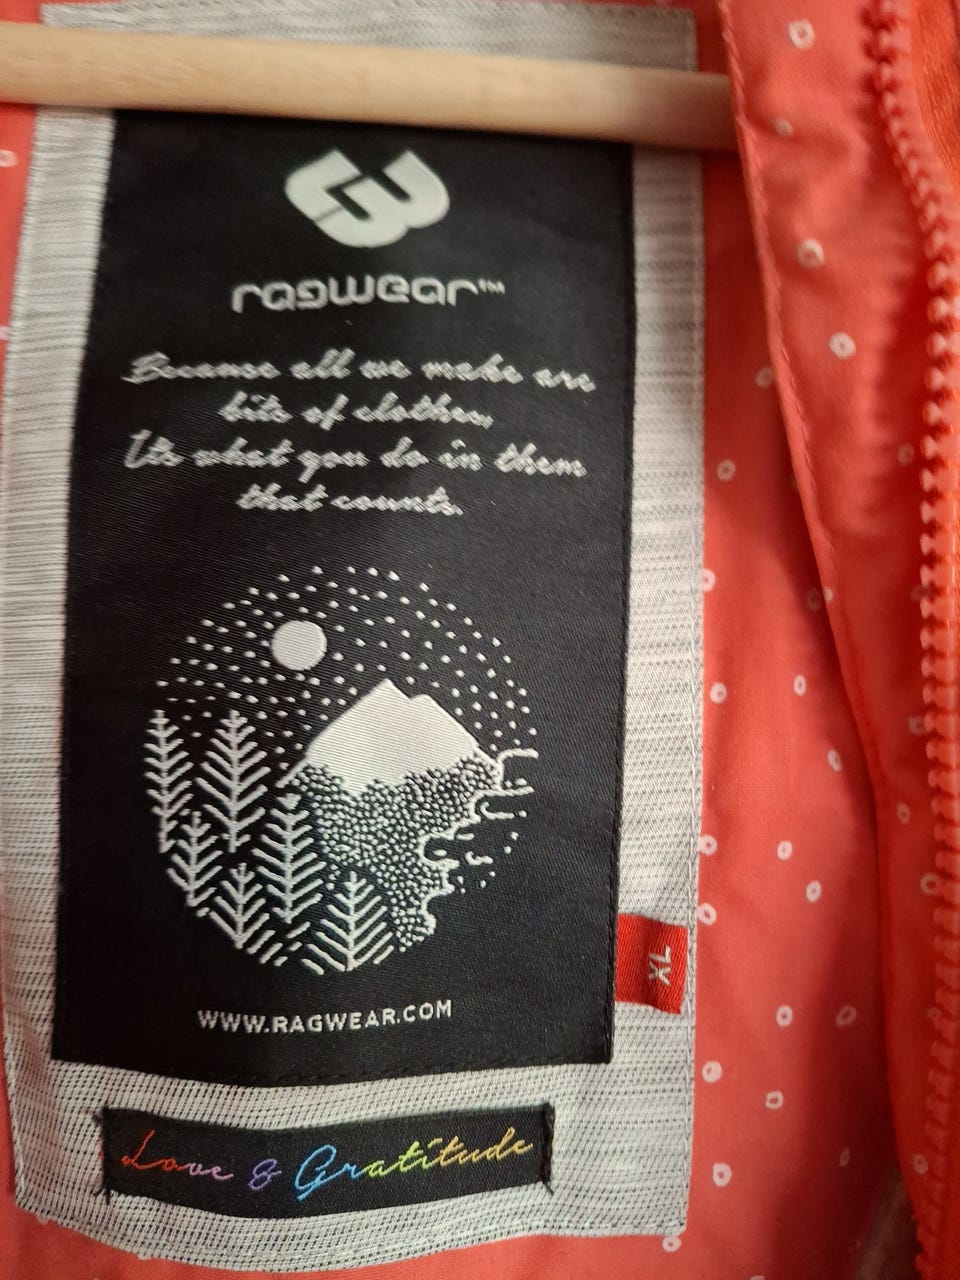 ragwear™
Because all we make are
bits of clothes,
Its what you do in them
that counts.
XL
WWW.RAGWEAR.COM
Love & Gratitude